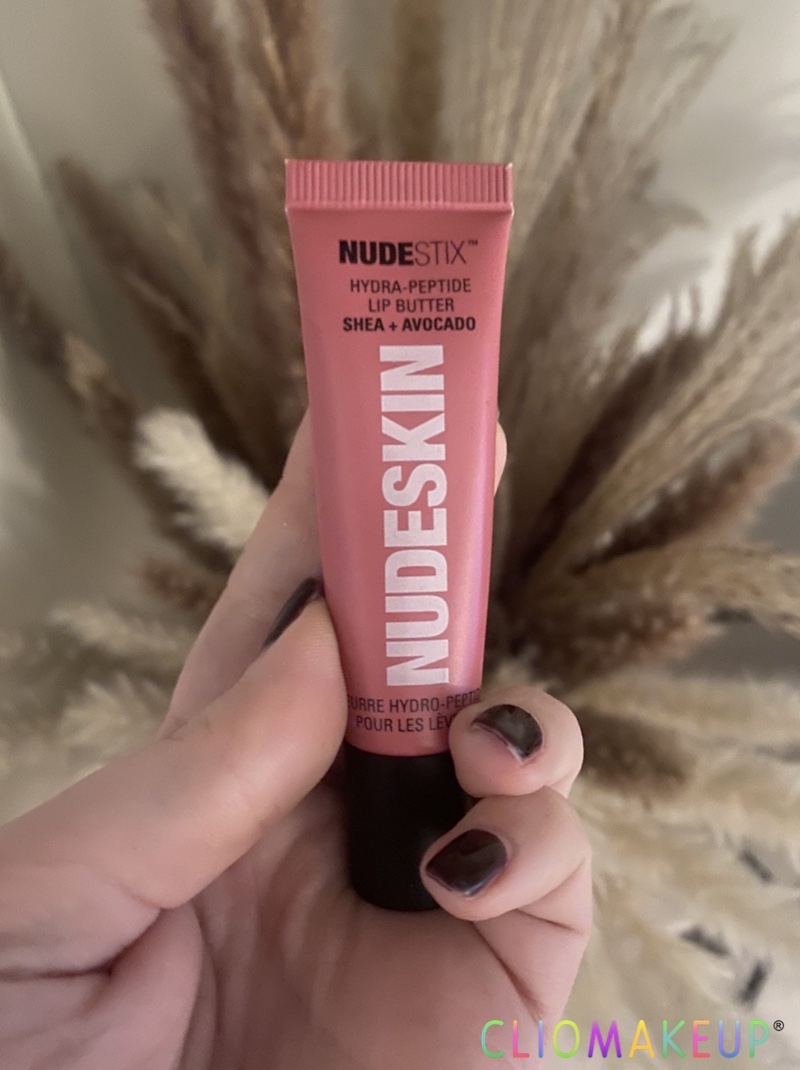 NUDESTIX™
HYDRA-PEPTIDE
LIP BUTTER
SHEA + AVOCADO
NUDESKIN
POUR LES
CLIOMAKEUP®